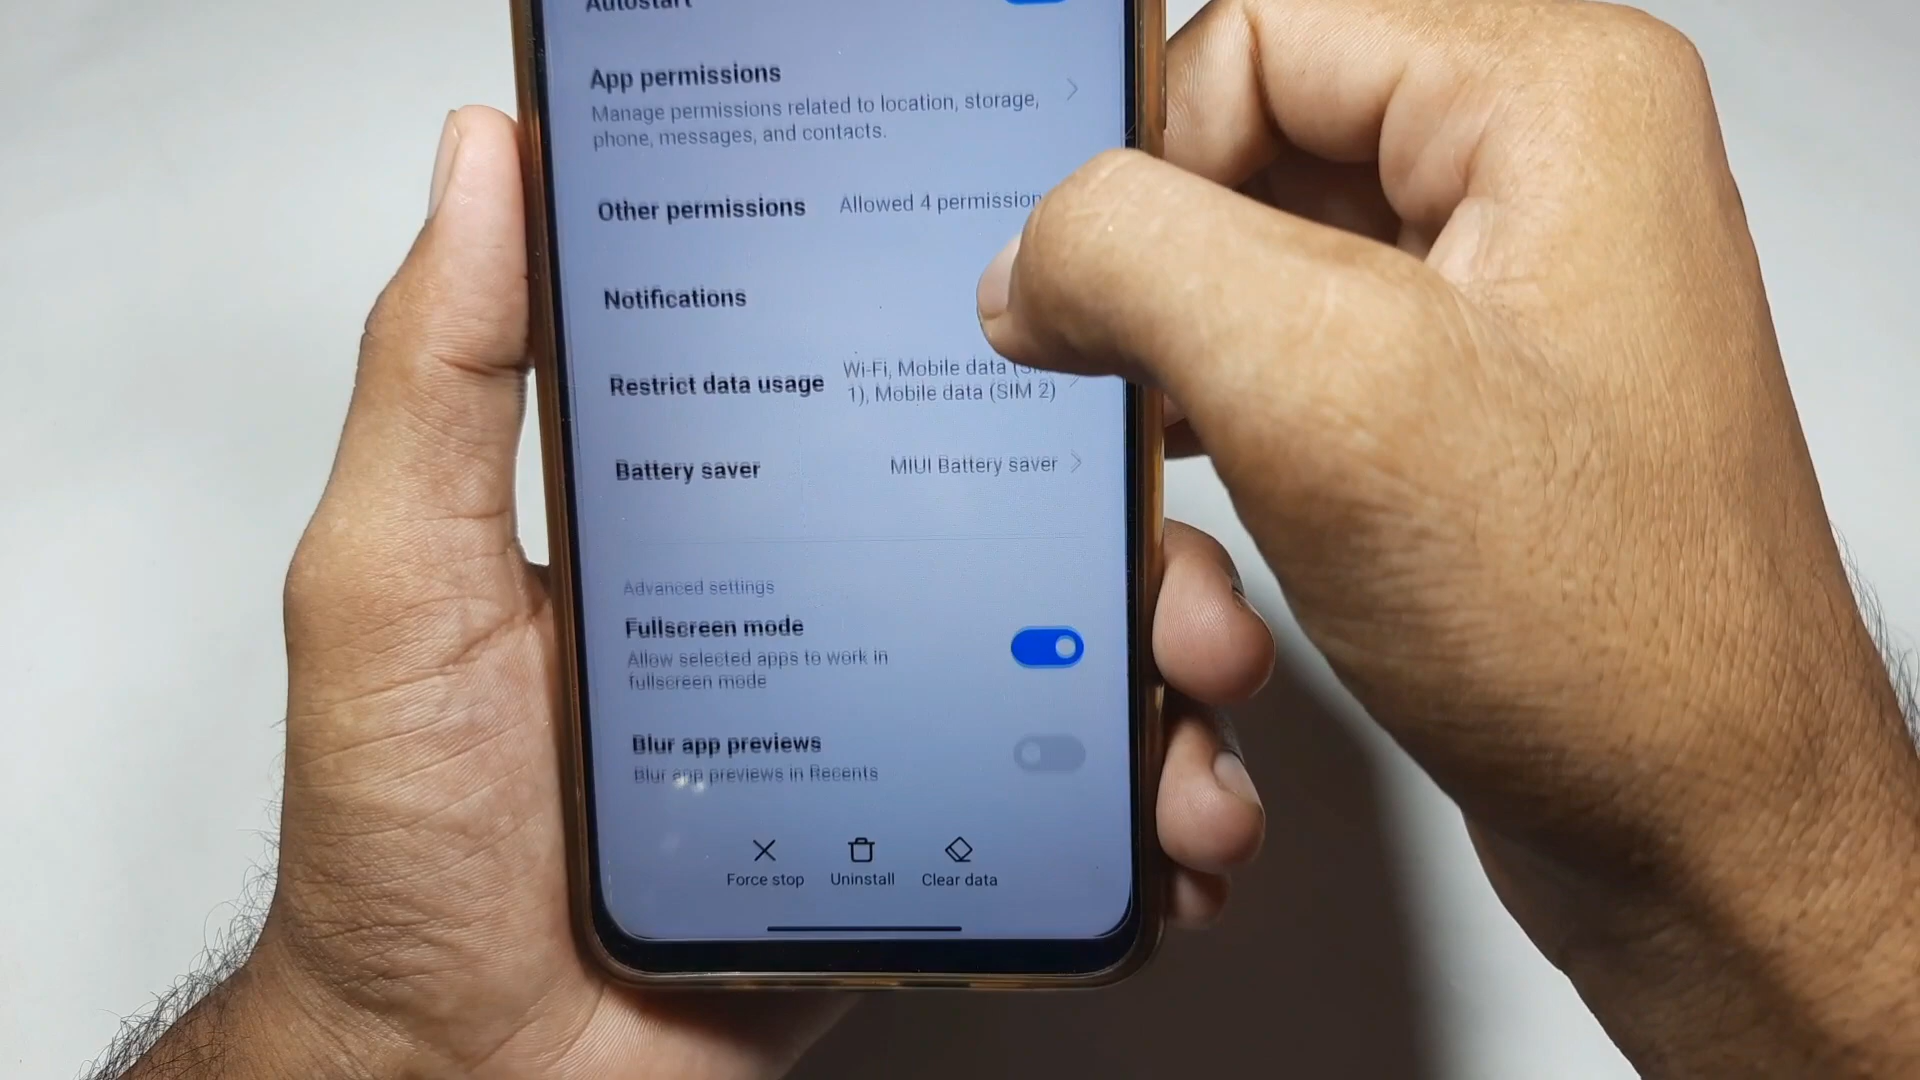 Autostart
App permissions
Manage permissions related to location, storage,
phone, messages, and contacts.
Other permissions Allowed 4 permission
Notifications
Restrict data usage
Wi-Fi, Mobile data (
1), Mobile data (SIM 2)
Battery saver MIUI Battery saver
Advanced settings
Fullscreen mode
Allow selected apps to work in
fullscreen mode
Blur app previews
Blur app previews in Recents
Force stop Uninstall Clear data